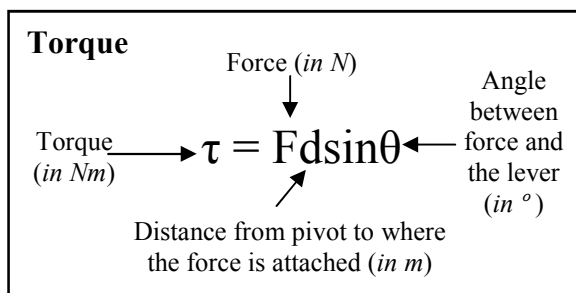 Torque
Force (in N)
Angle
between
force and
the lever
(in º)
Torque
(in Nm)
τ = Fdsinθ
Distance from pivot to where
the force is attached (in m)